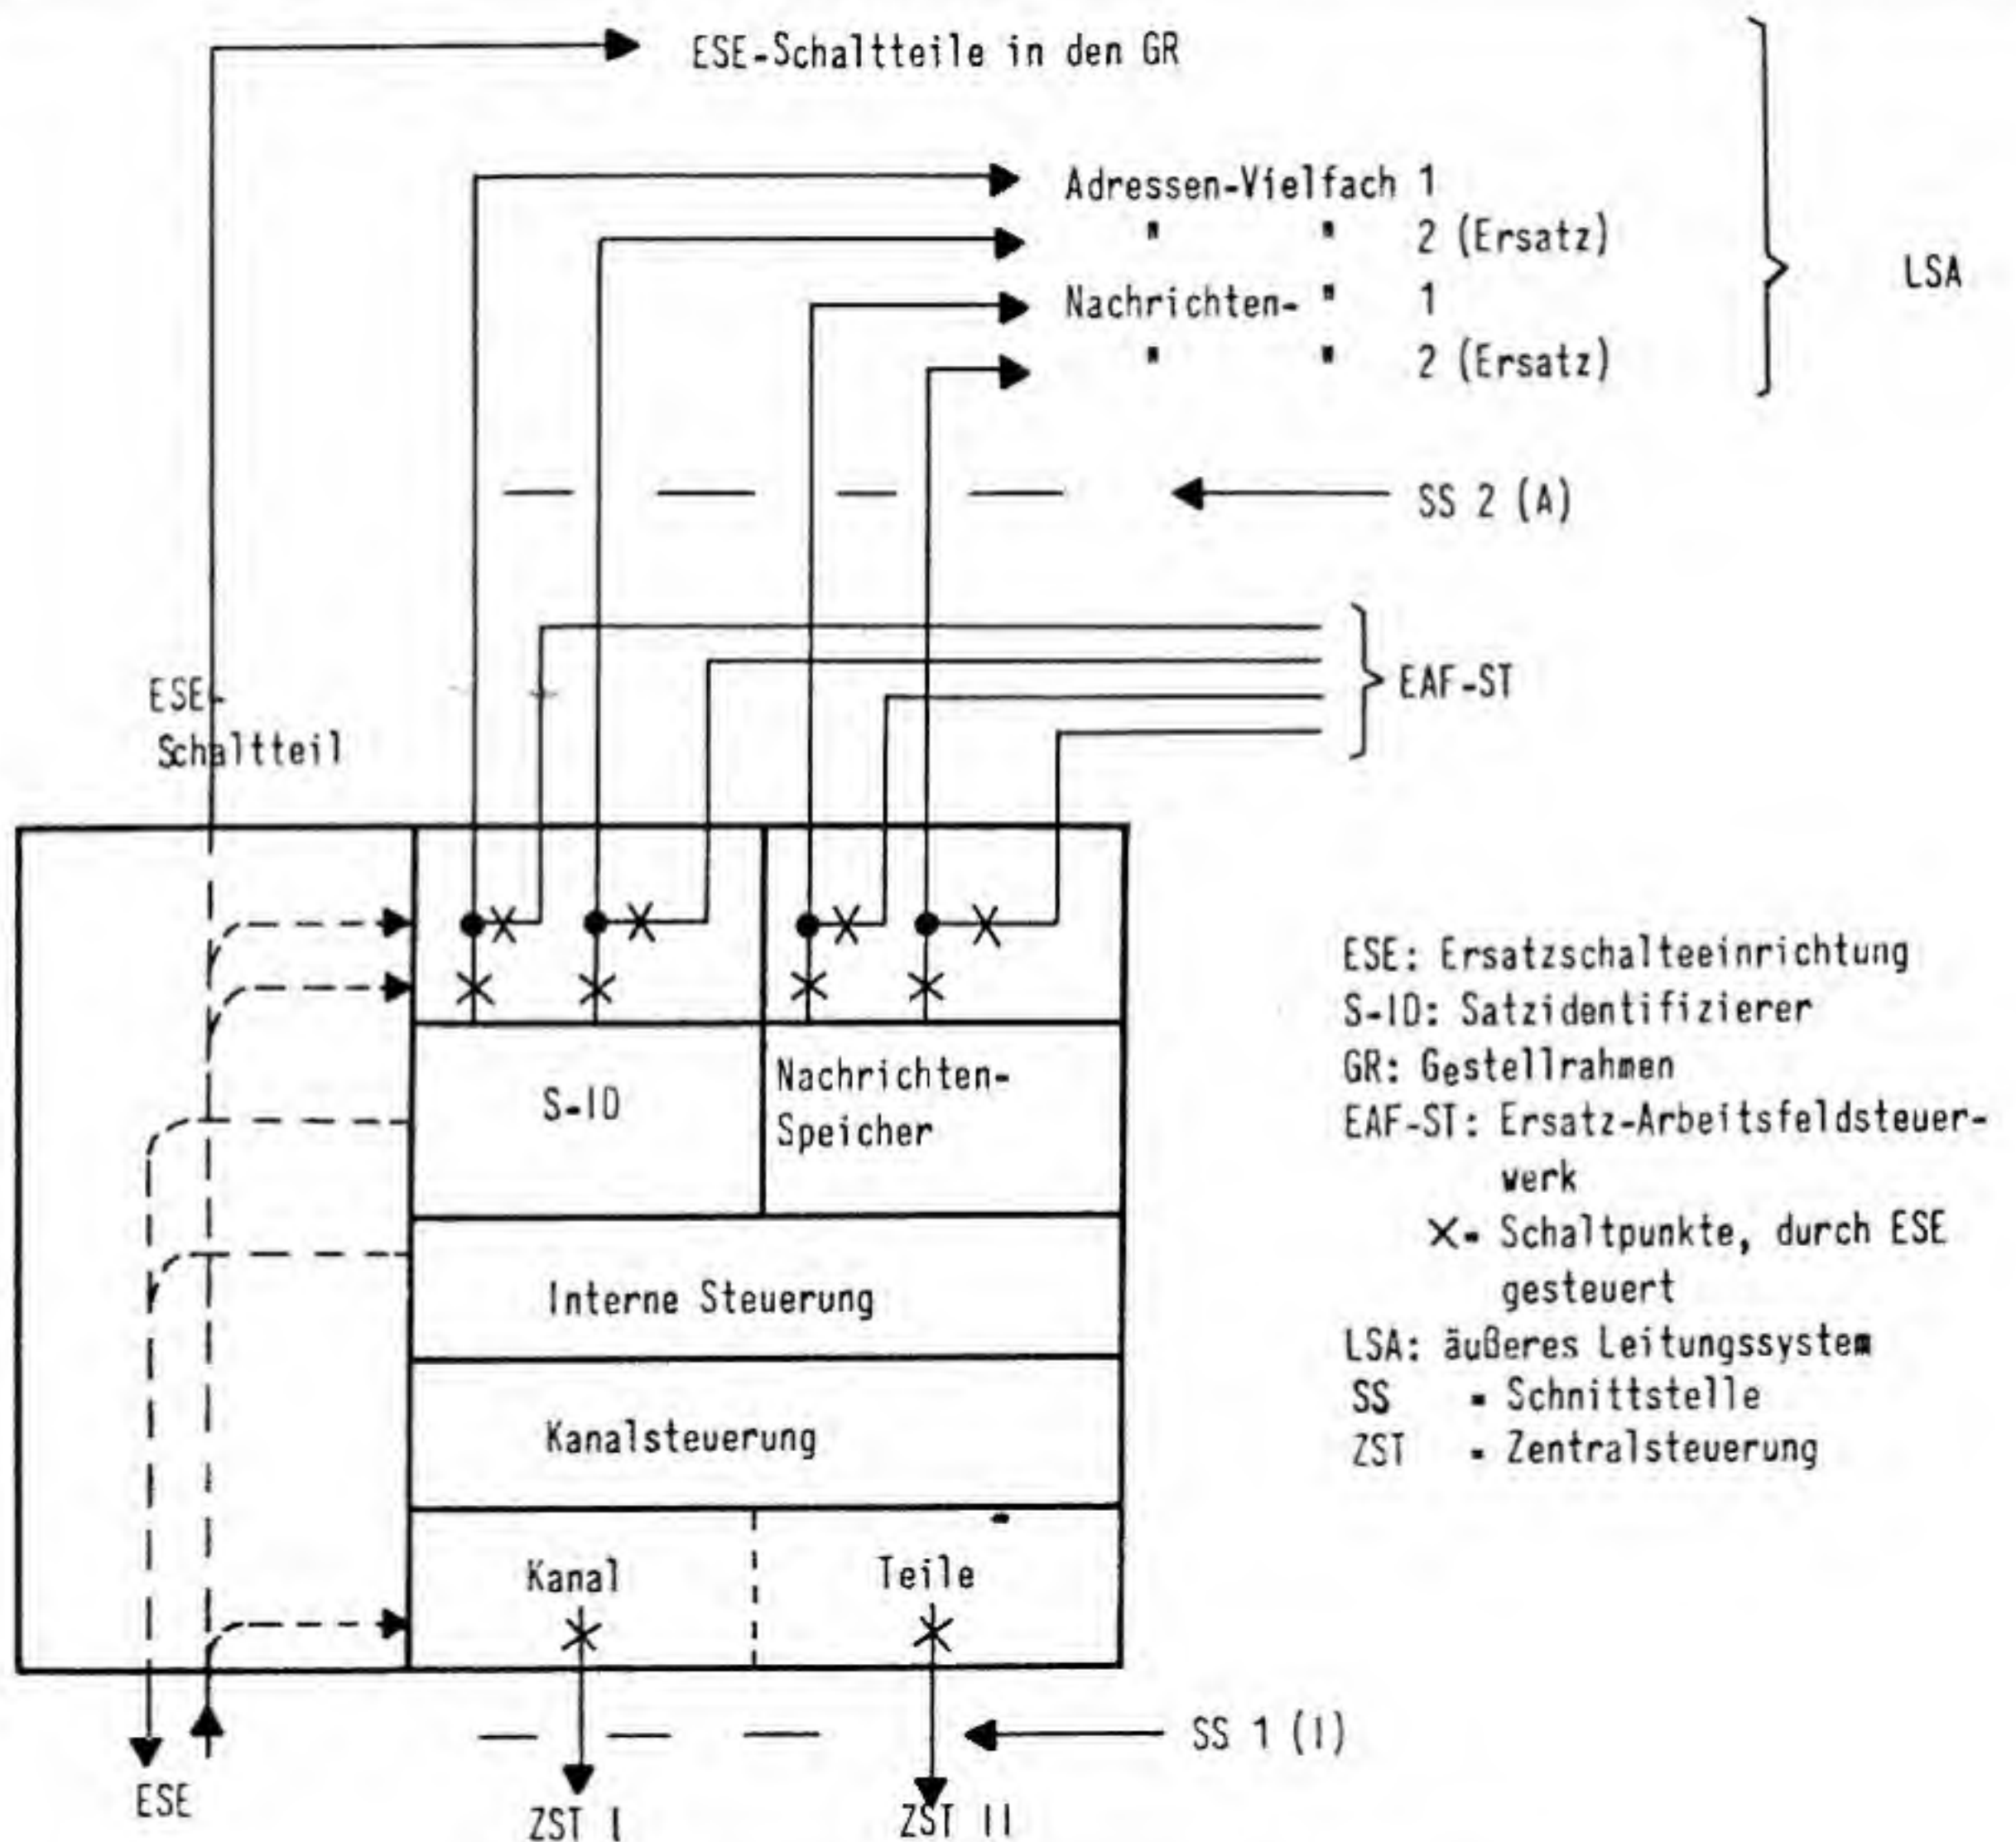 ESE-Schaltteile in den GR
Adressen-Vielfach 1
" " 2 (Ersatz)
Nachrichten- " 1
" " 2 (Ersatz)
LSA
SS 2 (A)
EAF-ST
ESE-
Schaltteil
S-ID
Nachrichten-
Speicher
Interne Steuerung
Kanalsteuerung
Kanal Teile
SS 1 (I)
ESE
ZST I
ZST II
ESE: Ersatzschalteeinrichtung
S-ID: Satzidentifizierer
GR: Gestellrahmen
EAF-ST: Ersatz-Arbeitsfeldsteuer-
werk
X= Schaltpunkte, durch ESE
gesteuert
LSA: äußeres Leitungssystem
SS = Schnittstelle
ZST = Zentralsteuerung